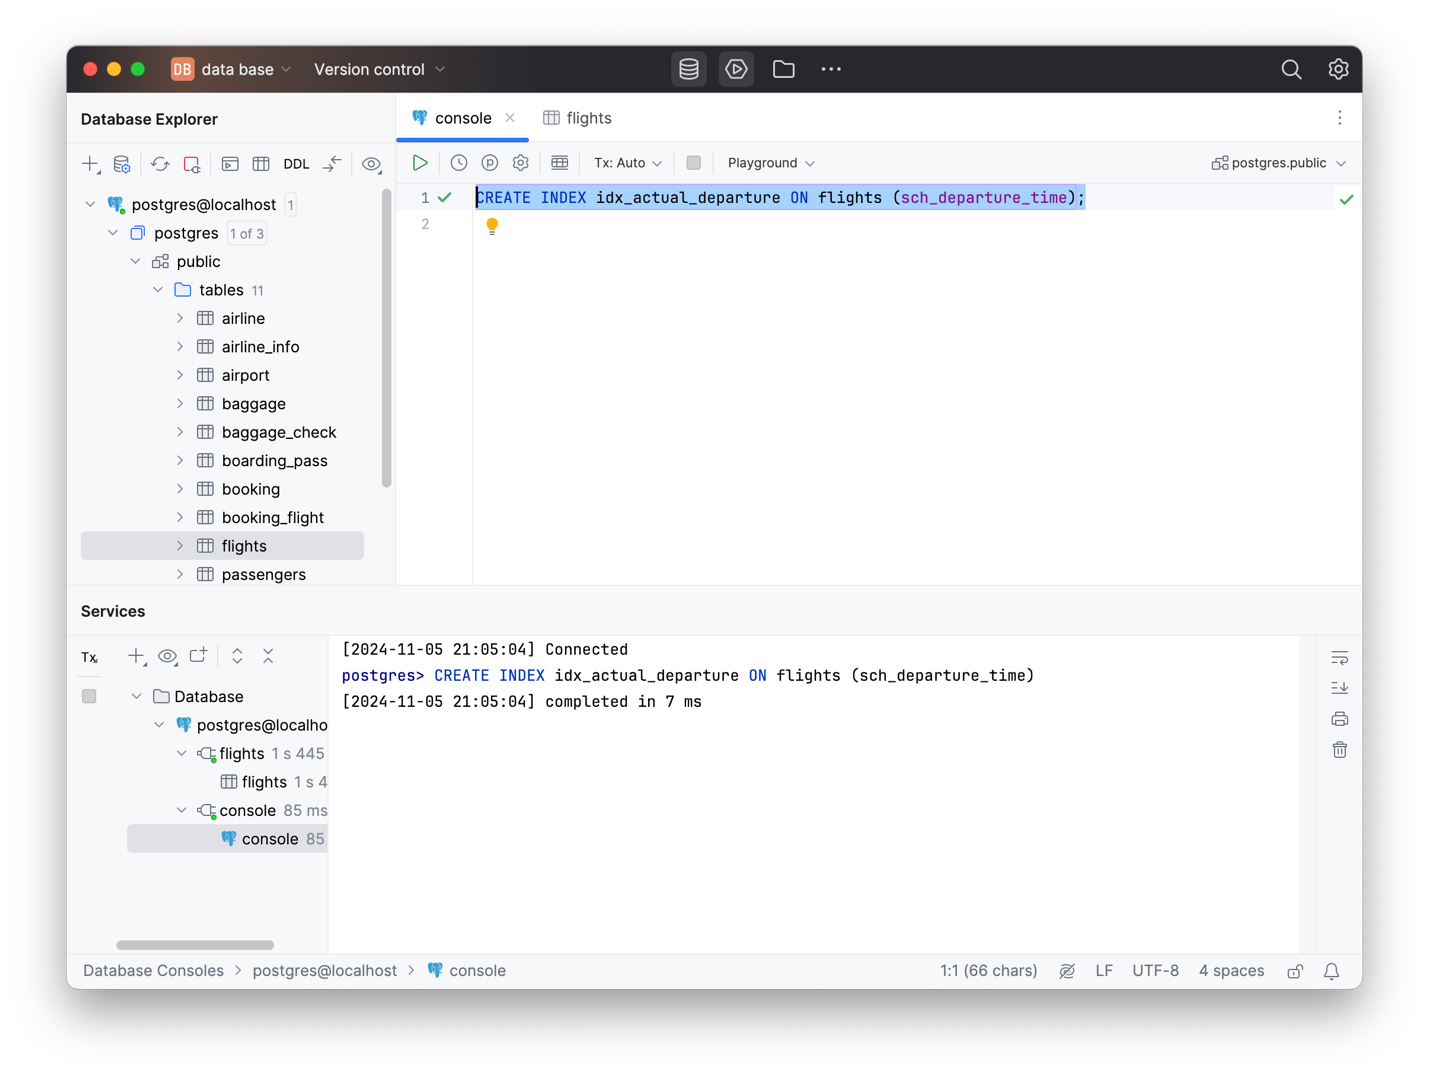 DB data base Version control
Database Explorer
console
flights
DDL
Tx: Auto
Playground
postgres.public
postgres@localhost 1
postgres 1 of 3
public
tables 11
airline
airline_info
airport
baggage
baggage_check
boarding_pass
booking
booking_flight
flights
passengers
1 CREATE INDEX idx_actual_departure ON flights (sch_departure_time);
2
Services
Tx
Database
postgres@localho
flights 1 s 445
flights 1 s 4
console 85 ms
console 85
[2024-11-05 21:05:04] Connected
postgres> CREATE INDEX idx_actual_departure ON flights (sch_departure_time)
[2024-11-05 21:05:04] completed in 7 ms
Database Consoles > postgres@localhost > console
1:1 (66 chars) LF UTF-8 4 spaces